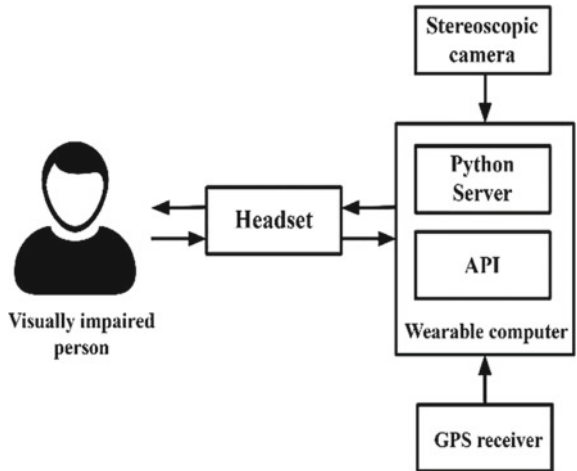 Stereoscopic
camera
Python
Server
Headset
API
Visually impaired
person
Wearable computer
GPS receiver